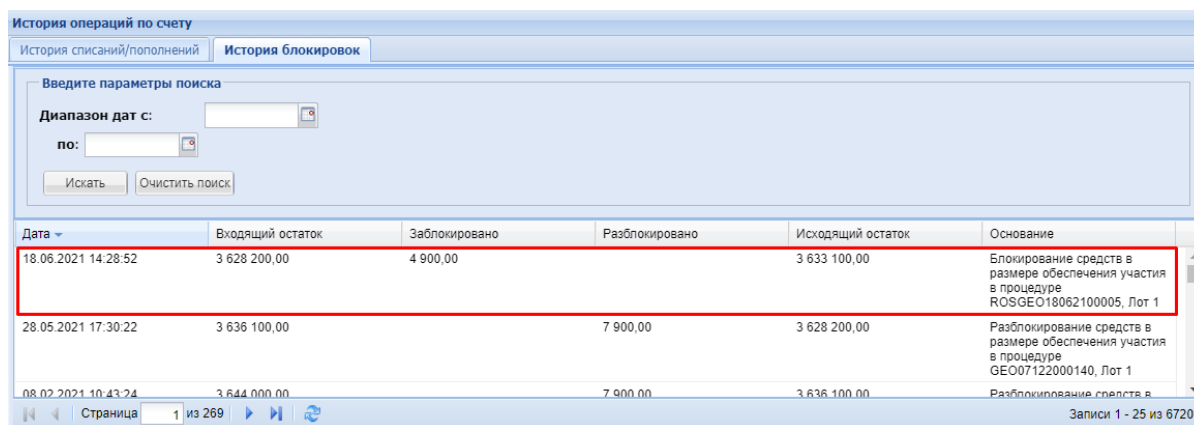 История операций по счету
История списаний/пополнений История блокировок
Введите параметры поиска
Диапазон дат с:
по:
Искать Очистить поиск
Дата Входящий остаток Заблокировано Разблокировано Исходящий остаток Основание
18.06.2021 14:28:52 3 628 200,00 4 900,00 3 633 100,00 Блокирование средств в
размере обеспечения участия
в процедуре
ROSGEO18062100005, Лот 1
28.05.2021 17:30:22 3 636 100,00 7 900,00 3 628 200,00 Разблокирование средств в
размере обеспечения участия
в процедуре
GEO07122000140, Лот 1
08.02.2021 10:43:24 3 644 000,00 7 900,00 3 636 100,00 Разблокирование средств в
Страница 1 из 269 Записи 1 - 25 из 6720